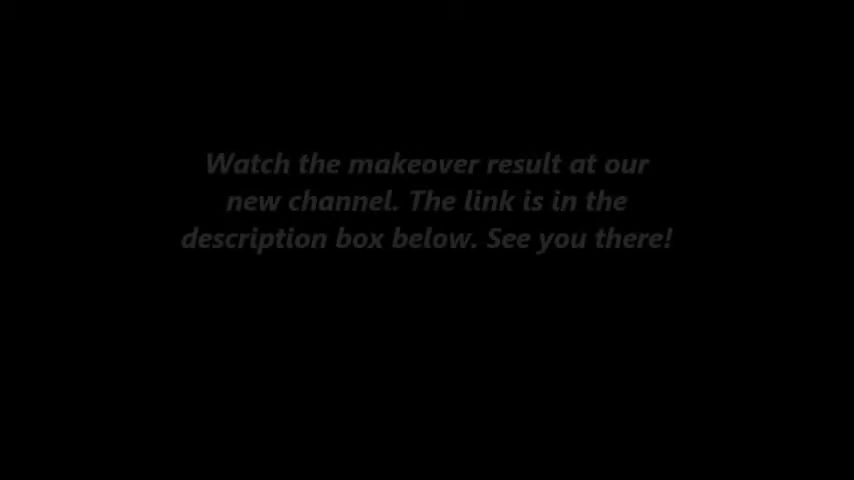 Watch the makeover result at our
new channel. The link is in the
description box below. See you there!